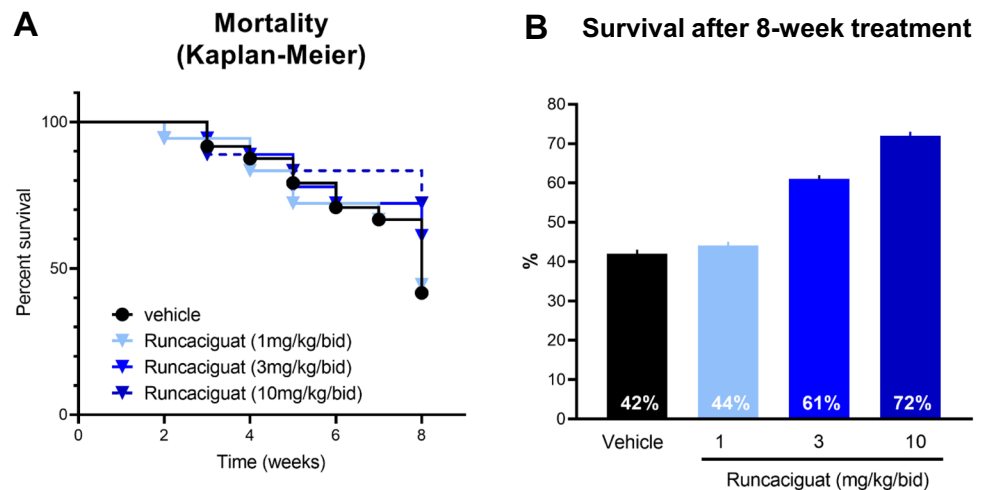 A
Mortality
(Kaplan-Meier)
Percent survival
100
50
0
vehicle
Runcaciguat (1mg/kg/bid)
Runcaciguat (3mg/kg/bid)
Runcaciguat (10mg/kg/bid)
0 2 4 6 8
Time (weeks)
B
Survival after 8-week treatment
%
80
70
60
50
40
30
20
10
0
42% 44% 61% 72%
Vehicle 1 3 10
Runcaciguat (mg/kg/bid)